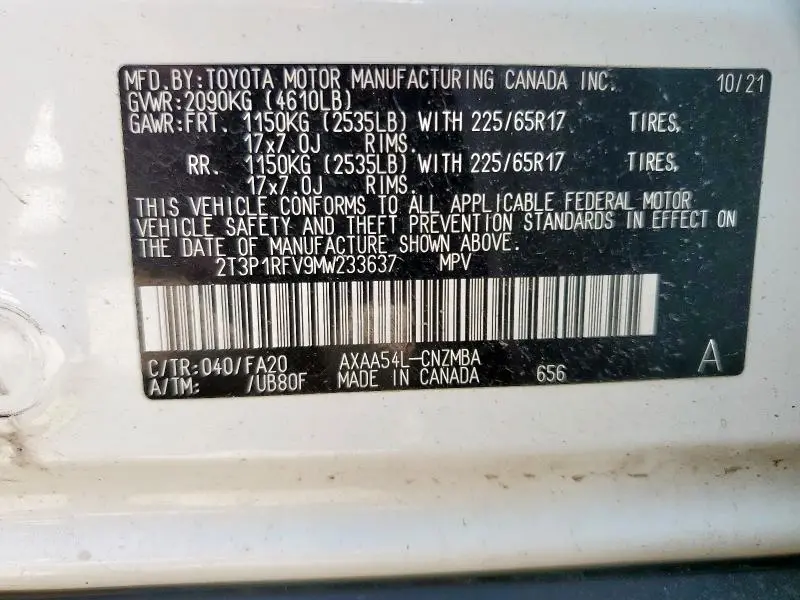 MFD.BY:TOYOTA MOTOR MANUFACTURING CANADA INC. 10/21
GVWR:2090KG (4610LB)
GAWR:FRT. 1150KG (2535LB) WITH 225/65R17 TIRES,
17x7.0J RIMS.
RR. 1150KG (2535LB) WITH 225/65R17 TIRES,
17x7.0J RIMS.
THIS VEHICLE CONFORMS TO ALL APPLICABLE FEDERAL MOTOR
VEHICLE SAFETY AND THEFT PREVENTION STANDARDS IN EFFECT ON
THE DATE OF MANUFACTURE SHOWN ABOVE.
2T3P1RFV9MW233637 MPV
C/TR:040/FA20 AXAA54L-CNZMBA A
A/TM: /UB80F MADE IN CANADA 656